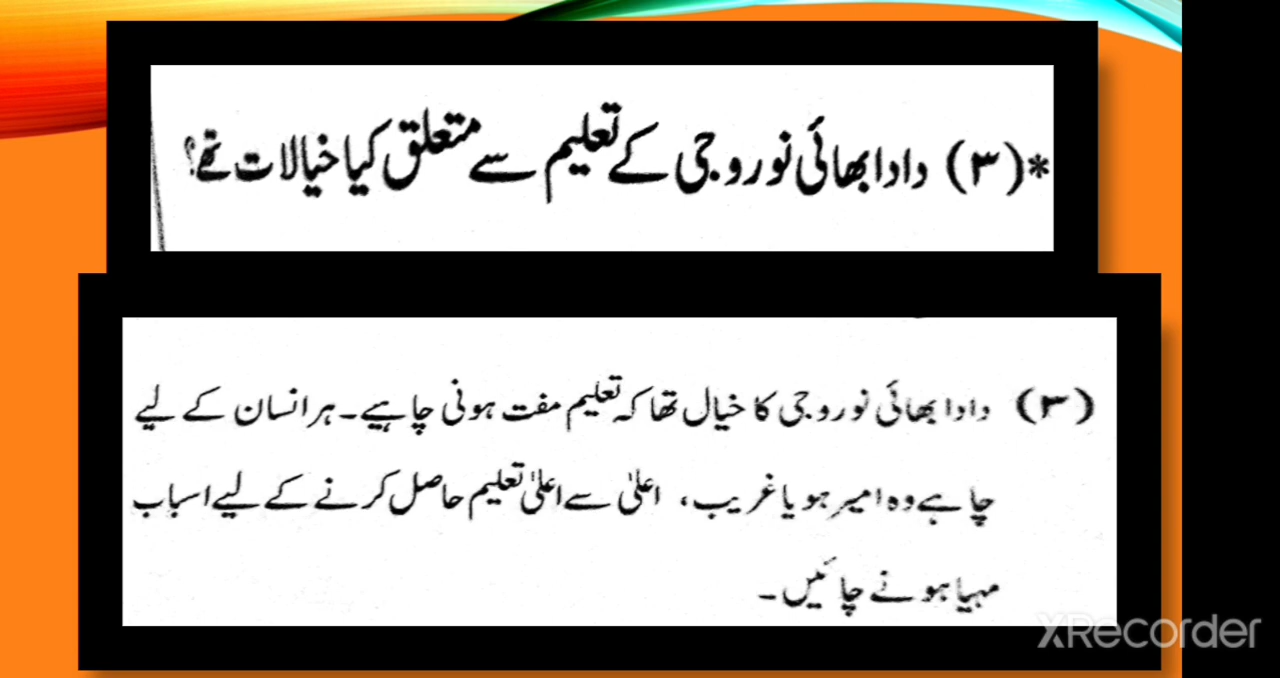 *(۳) دادا بھائی نوروجی کے تعلیم سے متعلق کیا خیالات تھے؟
(۳) دادا بھائی نوروجی کا خیال تھا کہ تعلیم مفت ہونی چاہیے۔ ہر انسان کے لیے
چاہے وہ امیر ہو یا غریب، اعلیٰ سے اعلیٰ تعلیم حاصل کرنے کے لیے اسباب
مہیا ہونے چائیں۔
XRecorder